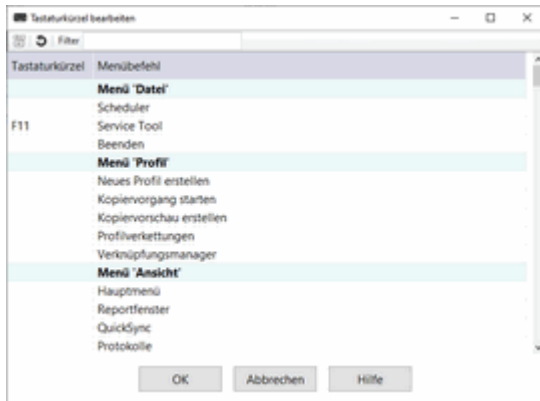 Tastaturkürzel bearbeiten
Filter
Tastaturkürzel Menübefehl
Menü 'Datei'
Scheduler
F11 Service Tool
Beenden
Menü 'Profil'
Neues Profil erstellen
Kopiervorgang starten
Kopiervorschau erstellen
Profilverkettungen
Verknüpfungsmanager
Menü 'Ansicht'
Hauptmenü
Reportfenster
QuickSync
Protokolle
OK Abbrechen Hilfe